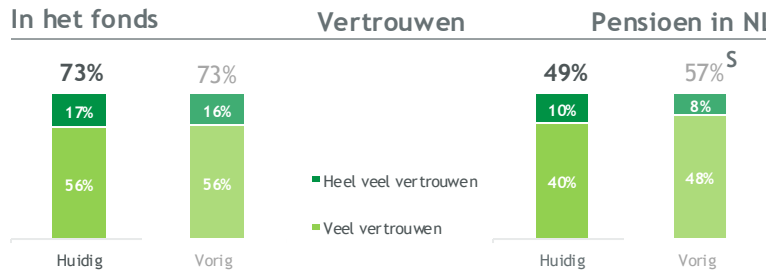 In het fonds Vertrouwen Pensioen in Nl
73% 73% 49% 57% S
17% 16% 10% 8%
56% 56% 40% 48%
Heel veel vertrouwen
Veel vertrouwen
Huidig Vorig Huidig Vorig